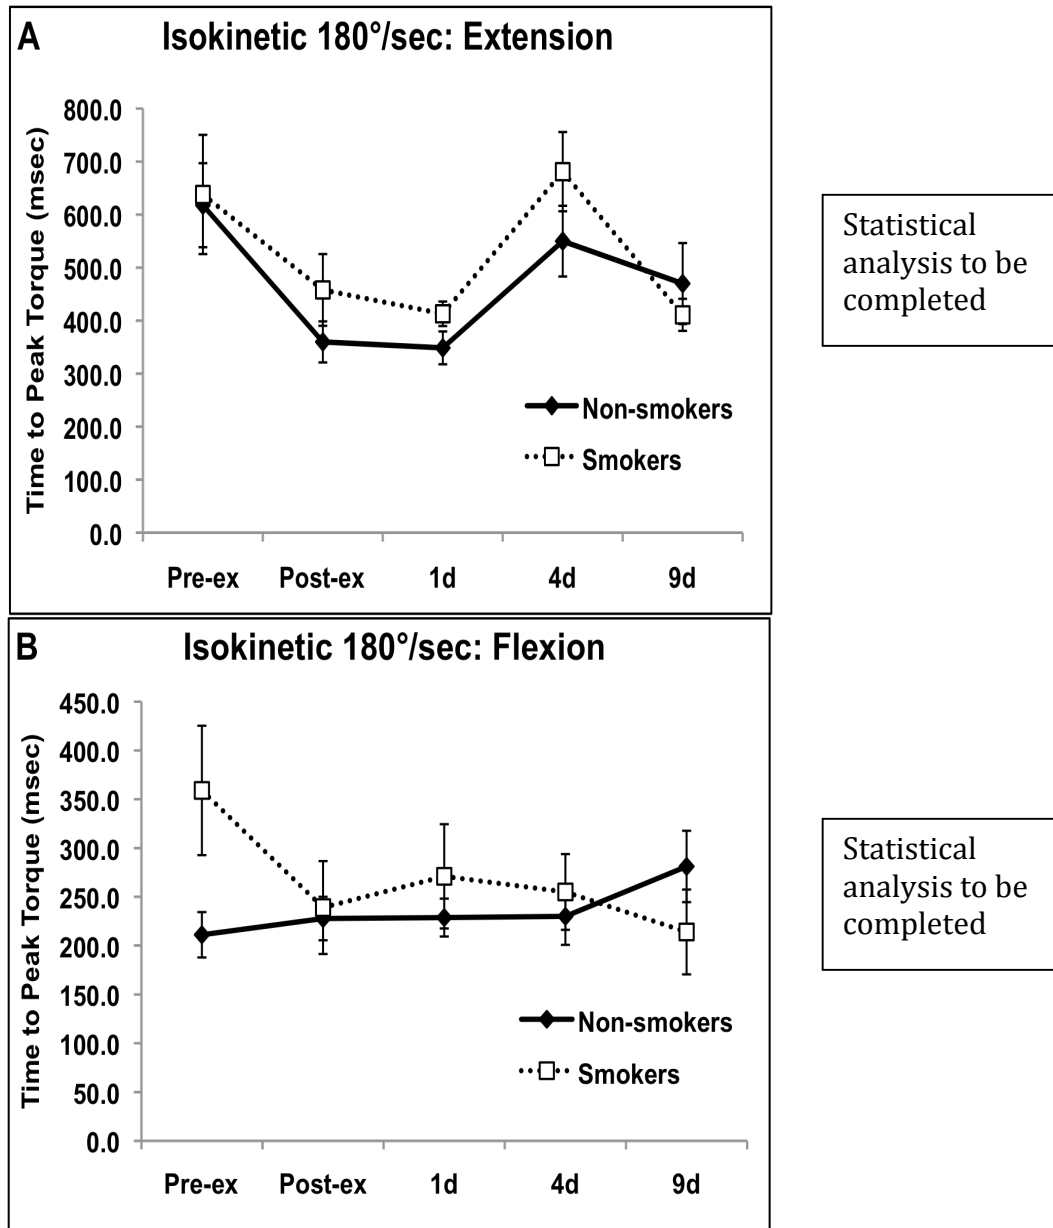 A
Isokinetic 180°/sec: Extension
Time to Peak Torque (msec)
800.0
700.0
600.0
500.0
400.0
300.0
200.0
100.0
0.0
Non-smokers
Smokers
Pre-ex Post-ex 1d 4d 9d
Statistical
analysis to be
completed
B
Isokinetic 180°/sec: Flexion
Time to Peak Torque (msec)
450.0
400.0
350.0
300.0
250.0
200.0
150.0
100.0
50.0
0.0
Non-smokers
Smokers
Pre-ex Post-ex 1d 4d 9d
Statistical
analysis to be
completed